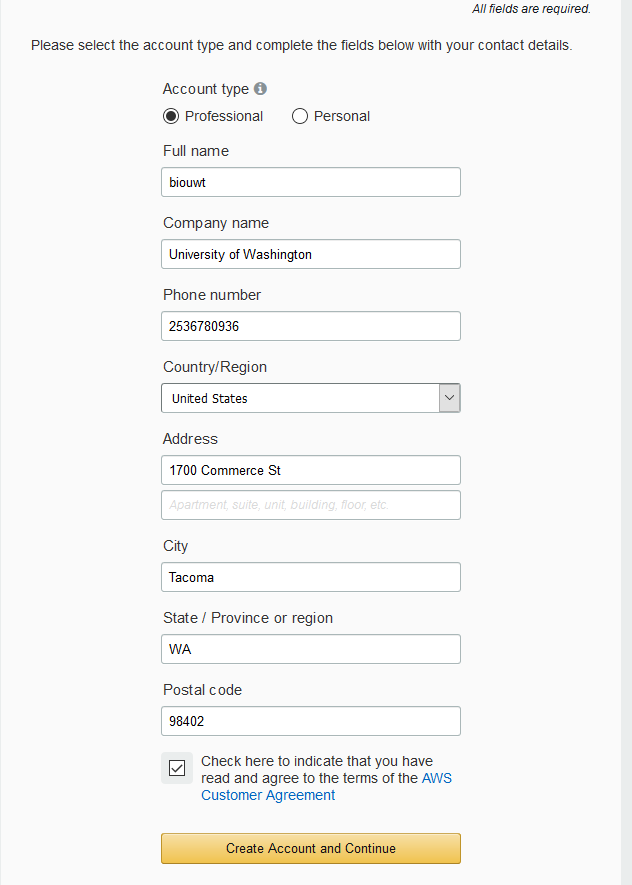 All fields are required.
Please select the account type and complete the fields below with your contact details.
Account type
Professional Personal
Full name
biouwt
Company name
University of Washington
Phone number
2536780936
Country/Region
United States
Address
1700 Commerce St
Apartment, suite, unit, building, floor, etc.
City
Tacoma
State / Province or region
WA
Postal code
98402
Check here to indicate that you have
read and agree to the terms of the AWS
Customer Agreement
Create Account and Continue